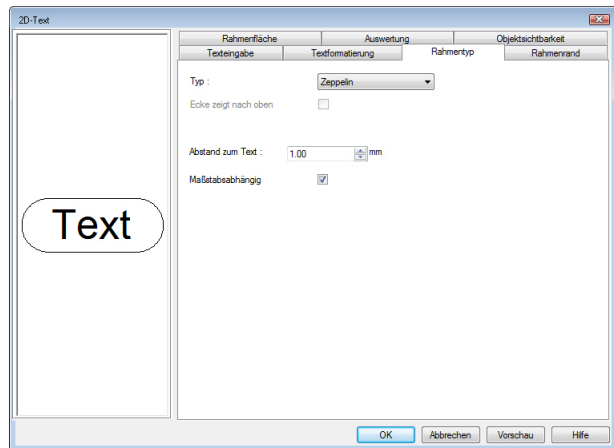 2D-Text
Rahmenfläche Auswertung Objektsichtbarkeit
Texteingabe Textformatierung Rahmentyp Rahmenrand
Typ : Zeppelin
Ecke zeigt nach oben
Abstand zum Text : 1.00 mm
Maßstabsabhängig
Text
OK Abbrechen Vorschau Hilfe